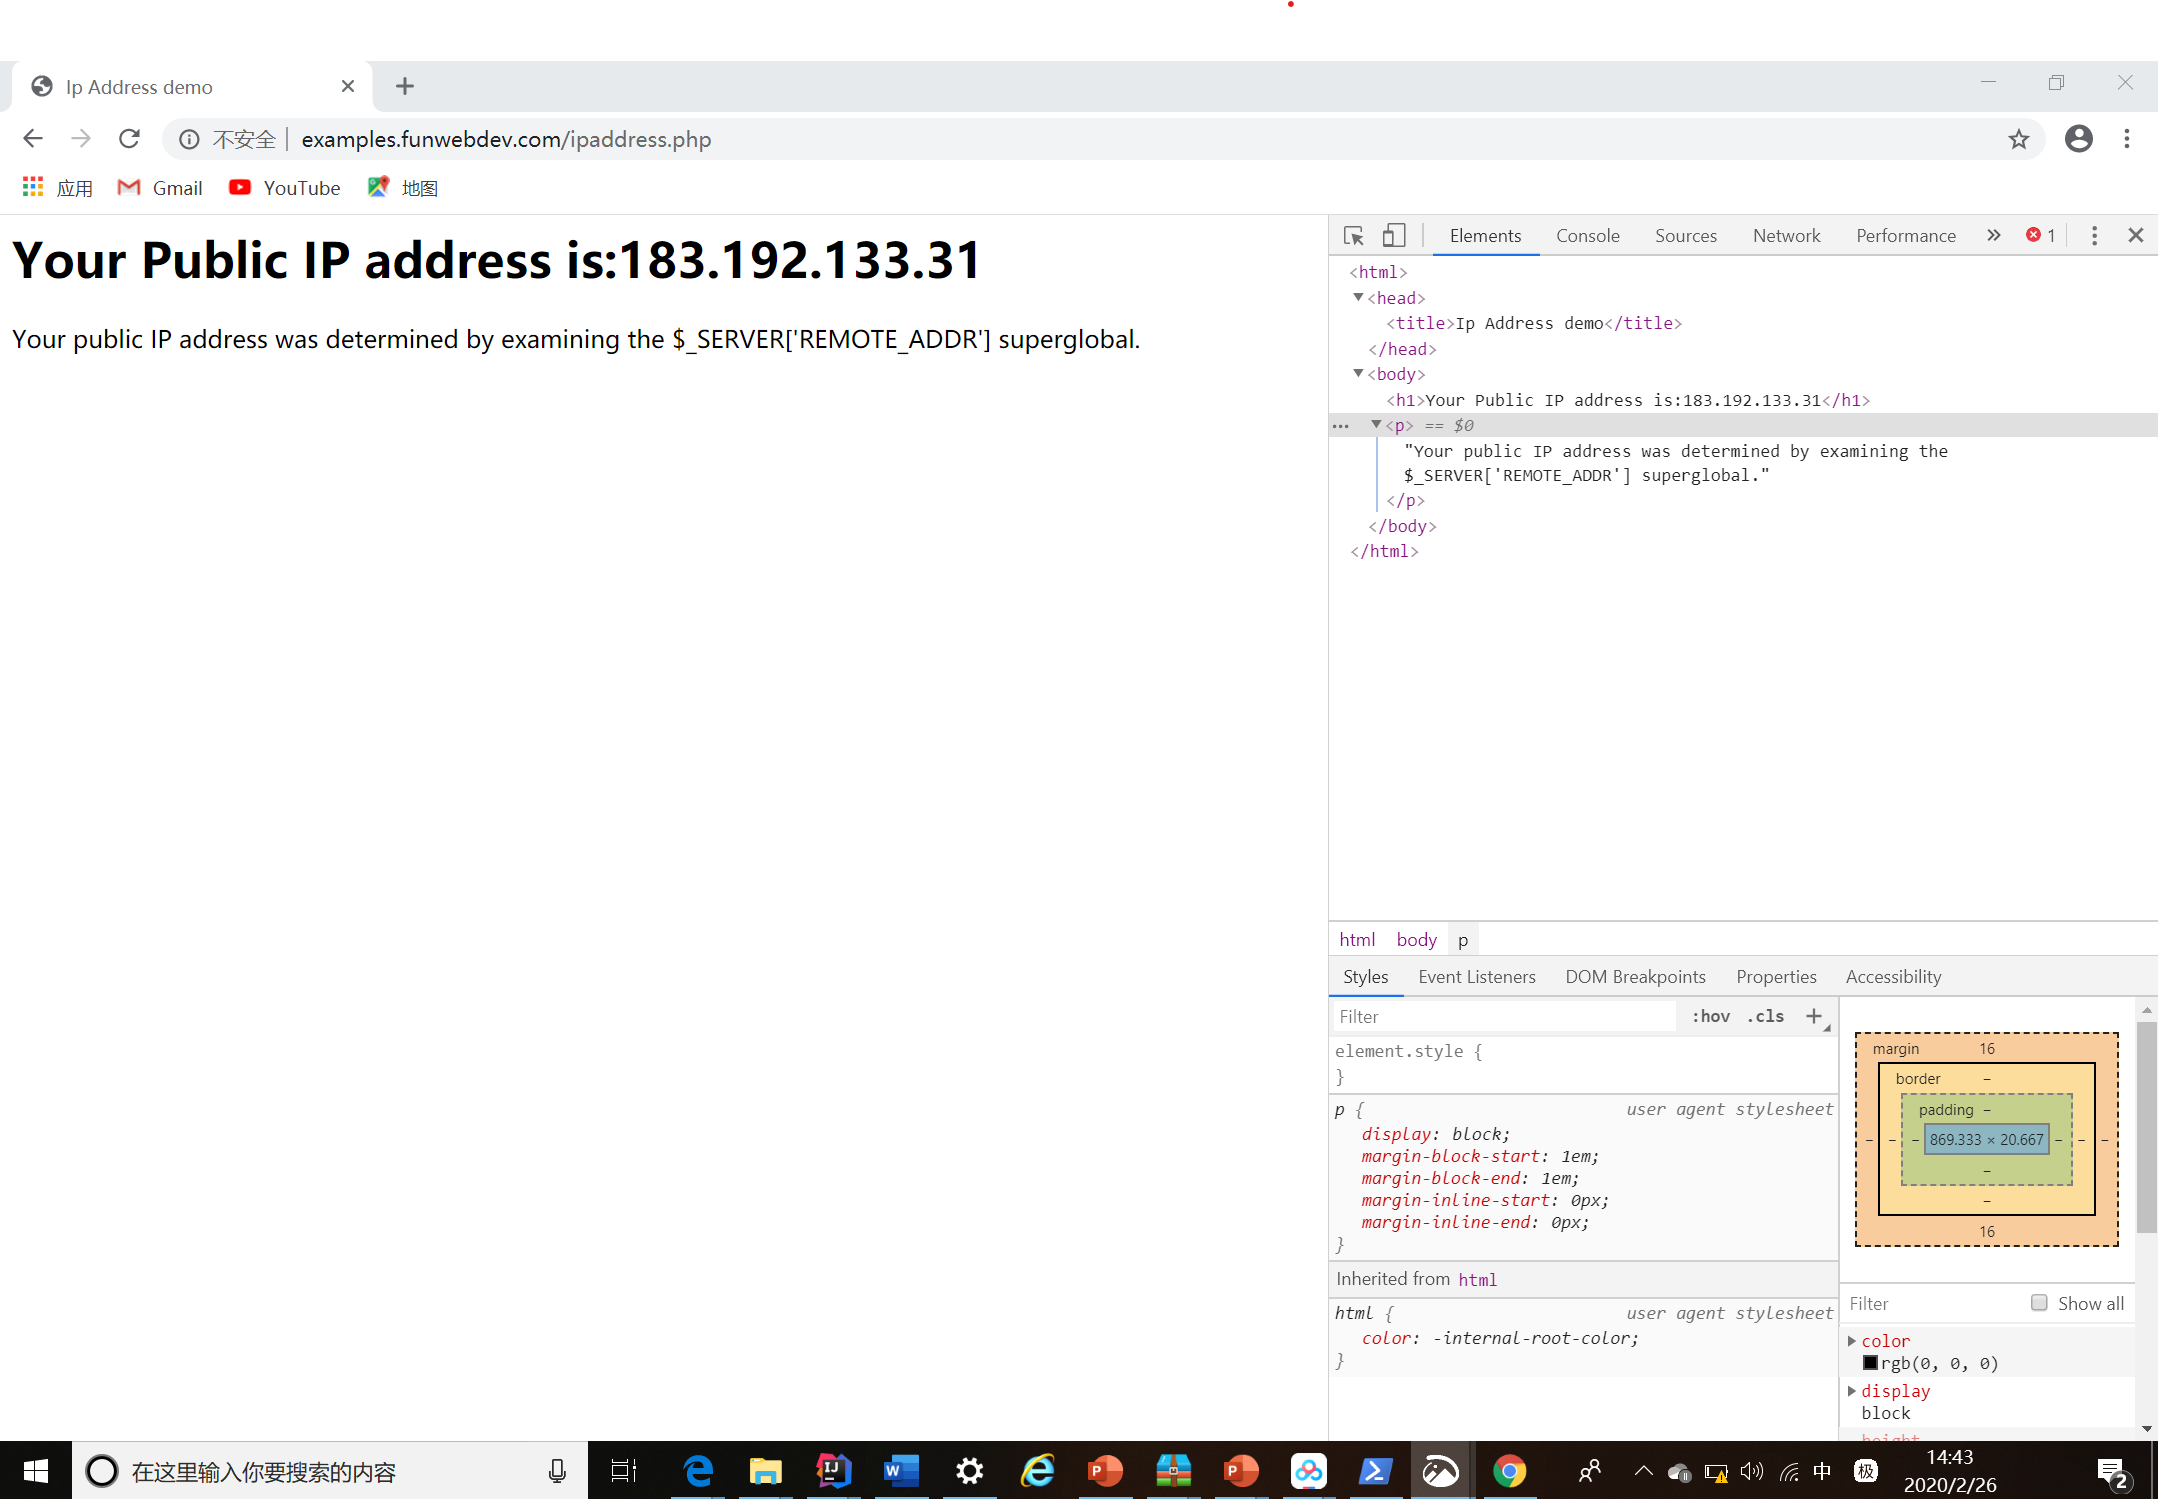 Ip Address demo
不安全 examples.funwebdev.com/ipaddress.php
应用 Gmail YouTube 地图
Your Public IP address is:183.192.133.31
Your public IP address was determined by examining the $_SERVER['REMOTE_ADDR'] superglobal.
Elements Console Sources Network Performance » 1
<html>
<head>
<title>Ip Address demo</title>
</head>
<body>
<h1>Your Public IP address is:183.192.133.31</h1>
... <p> == $0
"Your public IP address was determined by examining the
$_SERVER['REMOTE_ADDR'] superglobal."
</p>
</body>
</html>
html body p
Styles Event Listeners DOM Breakpoints Properties Accessibility
Filter :hov .cls +
element.style {
}
p { user agent stylesheet
display: block;
margin-block-start: 1em;
margin-block-end: 1em;
margin-inline-start: 0px;
margin-inline-end: 0px;
}
Inherited from html
html { user agent stylesheet
color: -internal-root-color;
}
margin 16
border –
padding –
– – – 869.333 × 20.667 – – –
–
–
16
Filter Show all
color
rgb(0, 0, 0)
display
block
height
在这里输入你要搜索的内容
中 极
14:43
2020/2/26
2